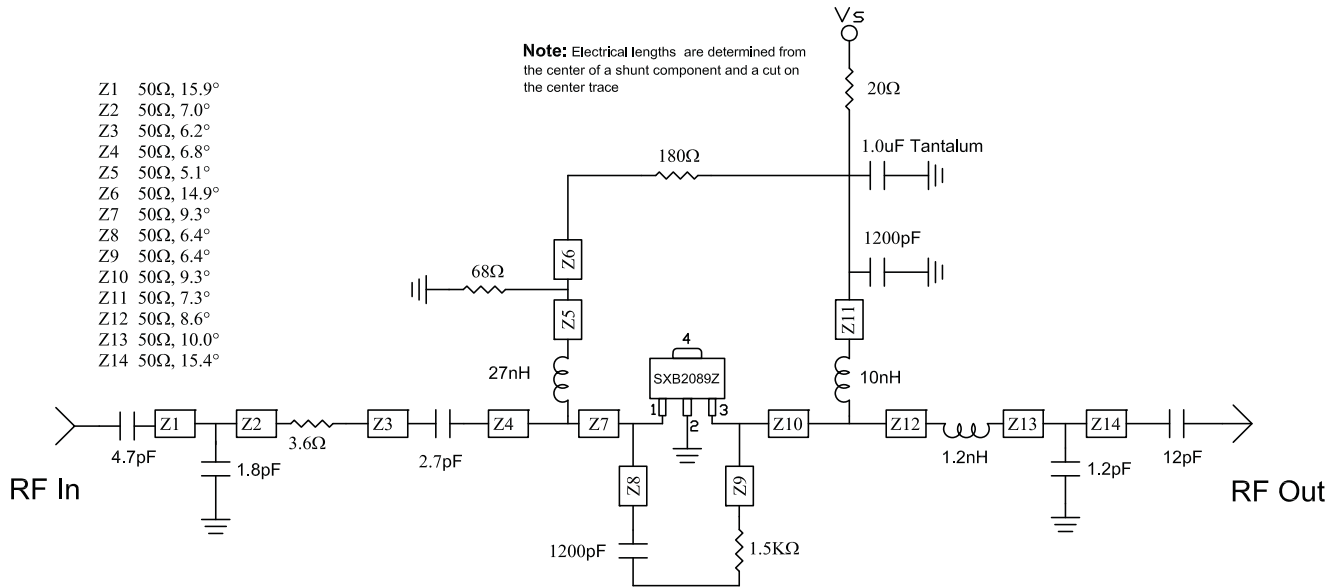 Vs
Note: Electrical lengths are determined from
the center of a shunt component and a cut on
the center trace
Z1 50Ω, 15.9°
Z2 50Ω, 7.0°
Z3 50Ω, 6.2°
Z4 50Ω, 6.8°
Z5 50Ω, 5.1°
Z6 50Ω, 14.9°
Z7 50Ω, 9.3°
Z8 50Ω, 6.4°
Z9 50Ω, 6.4°
Z10 50Ω, 9.3°
Z11 50Ω, 7.3°
Z12 50Ω, 8.6°
Z13 50Ω, 10.0°
Z14 50Ω, 15.4°
20Ω
1.0uF Tantalum
180Ω
1200pF
Z6
68Ω
Z5
Z11
4
27nH
SXB2089Z
10nH
1
2
3
Z1
Z2
Z3
Z4
Z7
Z10
Z12
Z13
Z14
4.7pF
3.6Ω
2.7pF
1.2nH
12pF
1.8pF
1.2pF
RF In
RF Out
Z8
Z9
1200pF
1.5KΩ